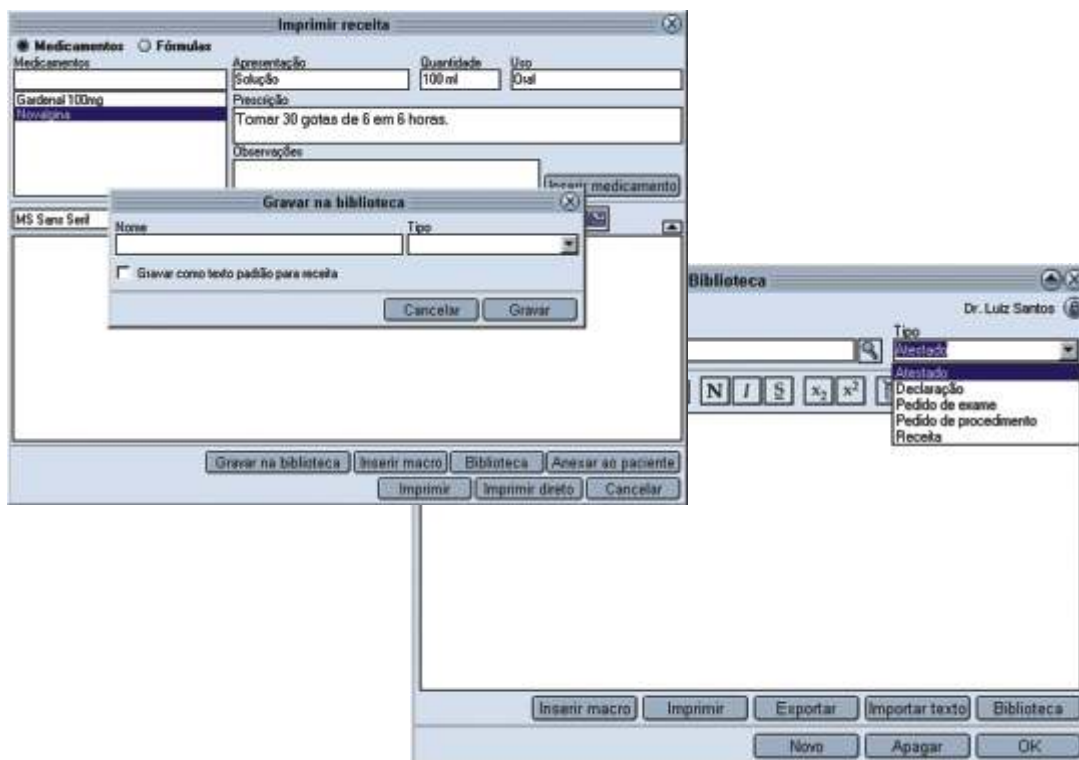 Imprimir receita
Medicamentos Fórmulas
Medicamentos Apresentação Quantidade Uso
Solução 100 ml Oral
Gardenal 100mg Prescrição
Novalgina Tomar 30 gotas de 6 em 6 horas.
Observações
Inserir medicamento
Gravar na biblioteca
MS Sans Serif
Nome Tipo
Gravar como texto padrão para receita
Cancelar Gravar
Gravar na biblioteca Inserir macro Biblioteca Anexar ao paciente
Imprimir Imprimir direto Cancelar
Biblioteca
Dr. Luiz Santos
Tipo
Atestado
Atestado
N I S x2 x²
Declaração
Pedido de exame
Pedido de procedimento
Receita
Inserir macro Imprimir Exportar Importar texto Biblioteca
Novo Apagar OK